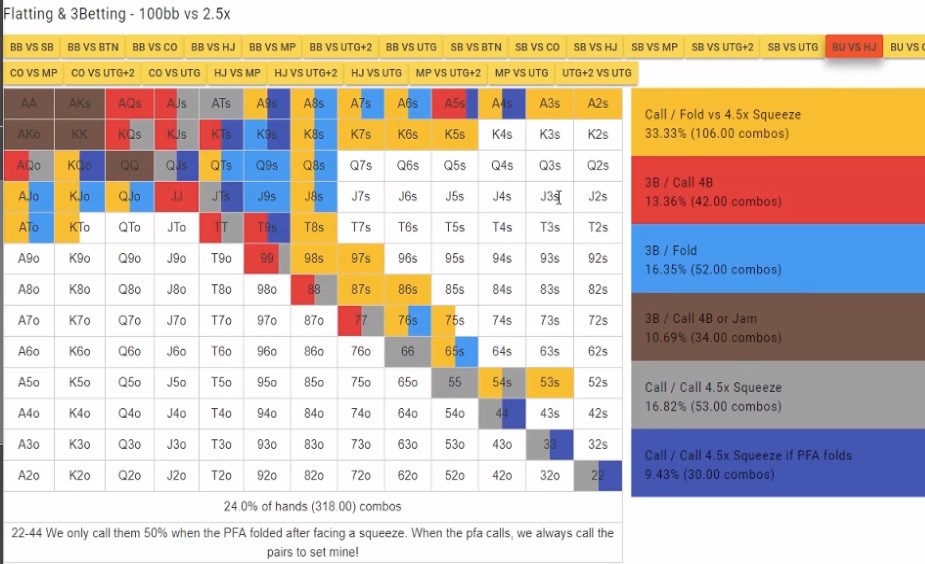 Flatting & 3Betting - 100bb vs 2.5x
BB VS SB BB VS BTN BB VS CO BB VS HJ BB VS MP BB VS UTG+2 BB VS UTG SB VS BTN SB VS CO SB VS HJ SB VS MP SB VS UTG+2 SB VS UTG BU VS HJ BU VS
CO VS MP CO VS UTG+2 CO VS UTG HJ VS MP HJ VS UTG+2 HJ VS UTG MP VS UTG+2 MP VS UTG UTG+2 VS UTG
AA AKs AQs AJs ATs A9s A8s A7s A6s A5s A4s A3s A2s
AKo KK KQs KJs KTs K9s K8s K7s K6s K5s K4s K3s K2s
AQo KQo QQ QJs QTs Q9s Q8s Q7s Q6s Q5s Q4s Q3s Q2s
AJo KJo QJo JJ JTs J9s J8s J7s J6s J5s J4s J3s J2s
ATo KTo QTo JTo TT T9s T8s T7s T6s T5s T4s T3s T2s
A9o K9o Q9o J9o T9o 99 98s 97s 96s 95s 94s 93s 92s
A8o K8o Q8o J8o T8o 98o 88 87s 86s 85s 84s 83s 82s
A7o K7o Q7o J7o T7o 97o 87o 77 76s 75s 74s 73s 72s
A6o K6o Q6o J6o T6o 96o 86o 76o 66 65s 64s 63s 62s
A5o K5o Q5o J5o T5o 95o 85o 75o 65o 55 54s 53s 52s
A4o K4o Q4o J4o T4o 94o 84o 74o 64o 54o 44 43s 42s
A3o K3o Q3o J3o T3o 93o 83o 73o 63o 53o 43o 33 32s
A2o K2o Q2o J2o T2o 92o 82o 72o 62o 52o 42o 32o 22
24.0% of hands (318.00) combos
22-44 We only call them 50% when the PFA folded after facing a squeeze. When the pfa calls, we always call the
pairs to set mine!
Call / Fold vs 4.5x Squeeze
33.33% (106.00 combos)
3B / Call 4B
13.36% (42.00 combos)
3B / Fold
16.35% (52.00 combos)
3B / Call 4B or Jam
10.69% (34.00 combos)
Call / Call 4.5x Squeeze
16.82% (53.00 combos)
Call / Call 4.5x Squeeze if PFA folds
9.43% (30.00 combos)